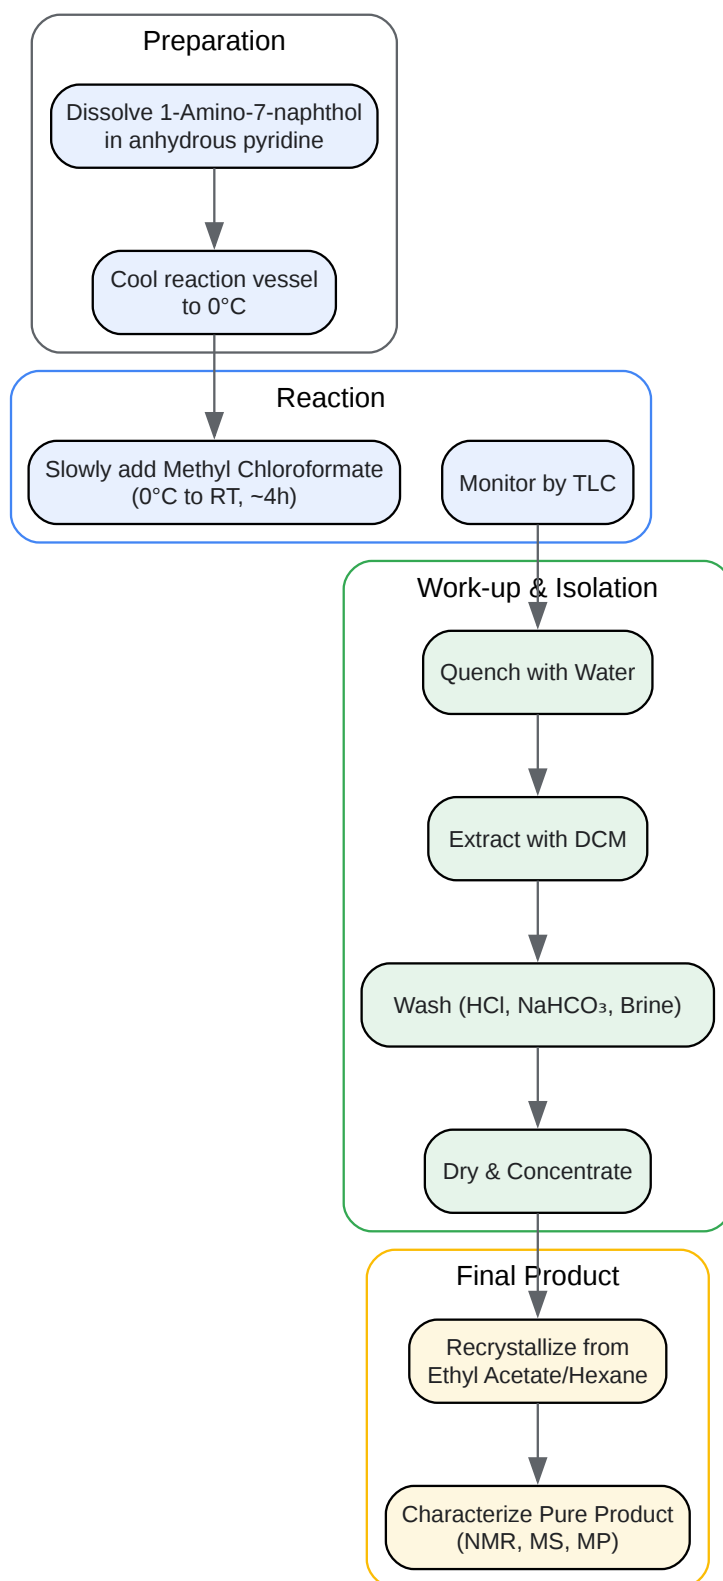 Preparation
Dissolve 1-Amino-7-naphthol
in anhydrous pyridine
Cool reaction vessel
to 0°C
Reaction
Slowly add Methyl Chloroformate
(0°C to RT, ~4h)
Monitor by TLC
Work-up & Isolation
Quench with Water
Extract with DCM
Wash (HCl, NaHCO₃, Brine)
Dry & Concentrate
Final Product
Recrystallize from
Ethyl Acetate/Hexane
Characterize Pure Product
(NMR, MS, MP)